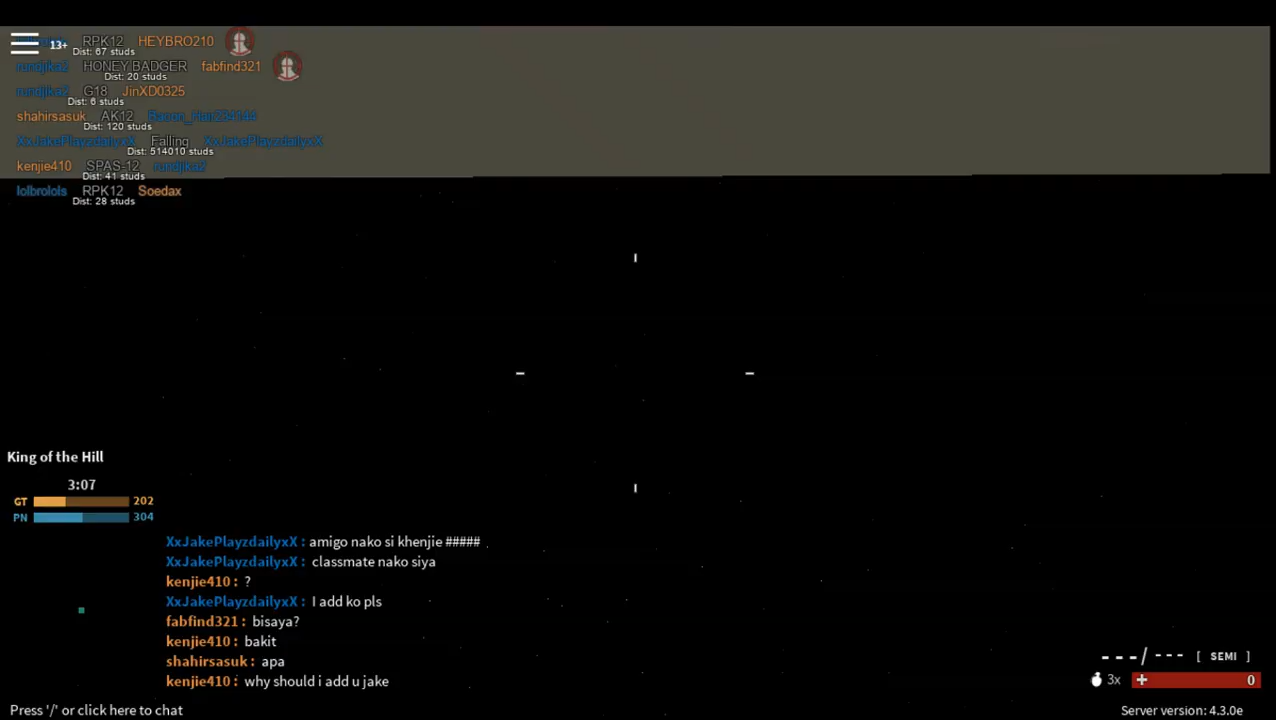 13+
RPK12 HEYBRO210
Dist: 67 studs
rundjika2 HONEY BADGER fabfind321
Dist: 20 studs
rundjika2 G18 JinXD0325
Dist: 6 studs
shahirsasuk AK12
Dist: 120 studs
XxJakePlayzdailyxX Falling XxJakePlayzdailyxX
Dist: 514010 studs
kenjie410 SPAS-12 rundjika2
Dist: 41 studs
lolbrolols RPK12 Soedax
Dist: 28 studs
King of the Hill
3:07
GT 202
PN 304
XxJakePlayzdailyxX : amigo nako si khenjie #####
XxJakePlayzdailyxX : classmate nako siya
kenjie410 : ?
XxJakePlayzdailyxX : I add ko pls
fabfind321 : bisaya?
kenjie410 : bakit
shahirsasuk : apa
kenjie410 : why should i add u jake
- - - / - - - [ SEMI ]
3x + 0
Press '/' or click here to chat
Server version: 4.3.0e